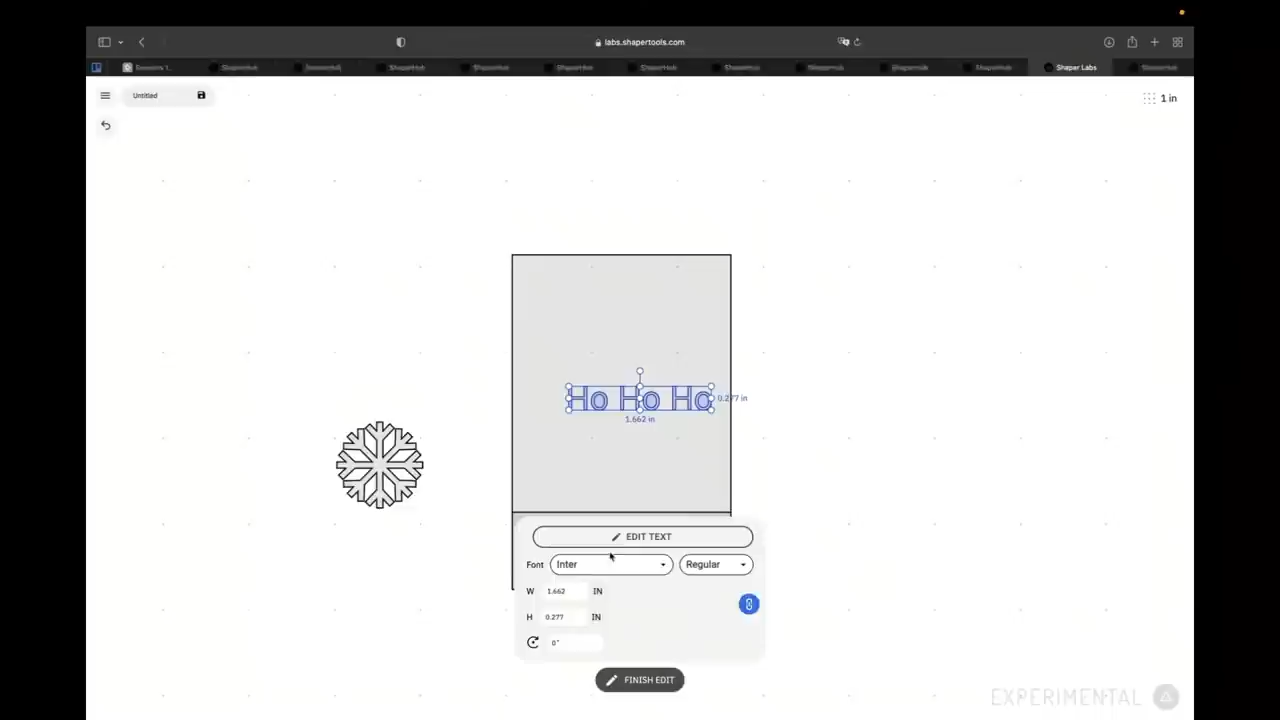 labs.shapertools.com
Shaper Labs
Untitled
1 in
Ho Ho Ho
0.277 in
1.662 in
EDIT TEXT
Font Inter Regular
W 1.662 IN
H 0.277 IN
0°
FINISH EDIT
EXPERIMENTAL